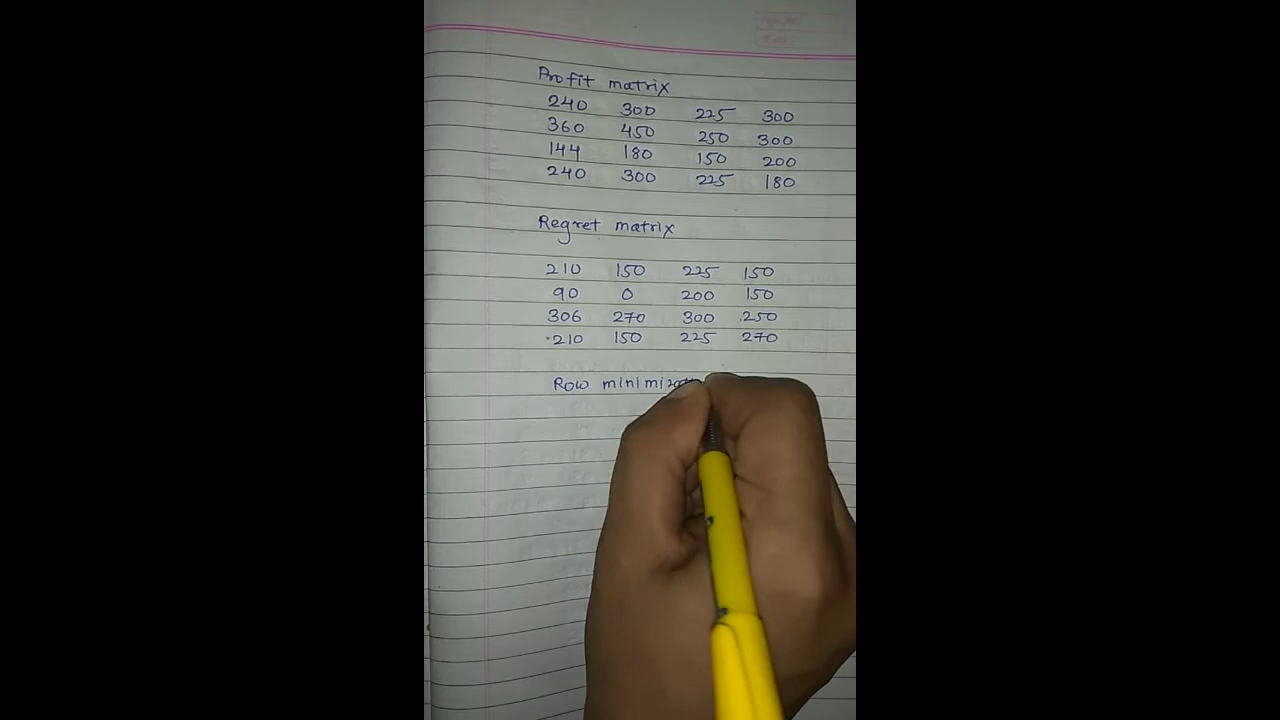 Profit matrix
240 300 225 300
360 450 250 300
144 180 150 200
240 300 225 180
Regret matrix
210 150 225 150
90 0 200 150
306 270 300 250
210 150 225 270
Row